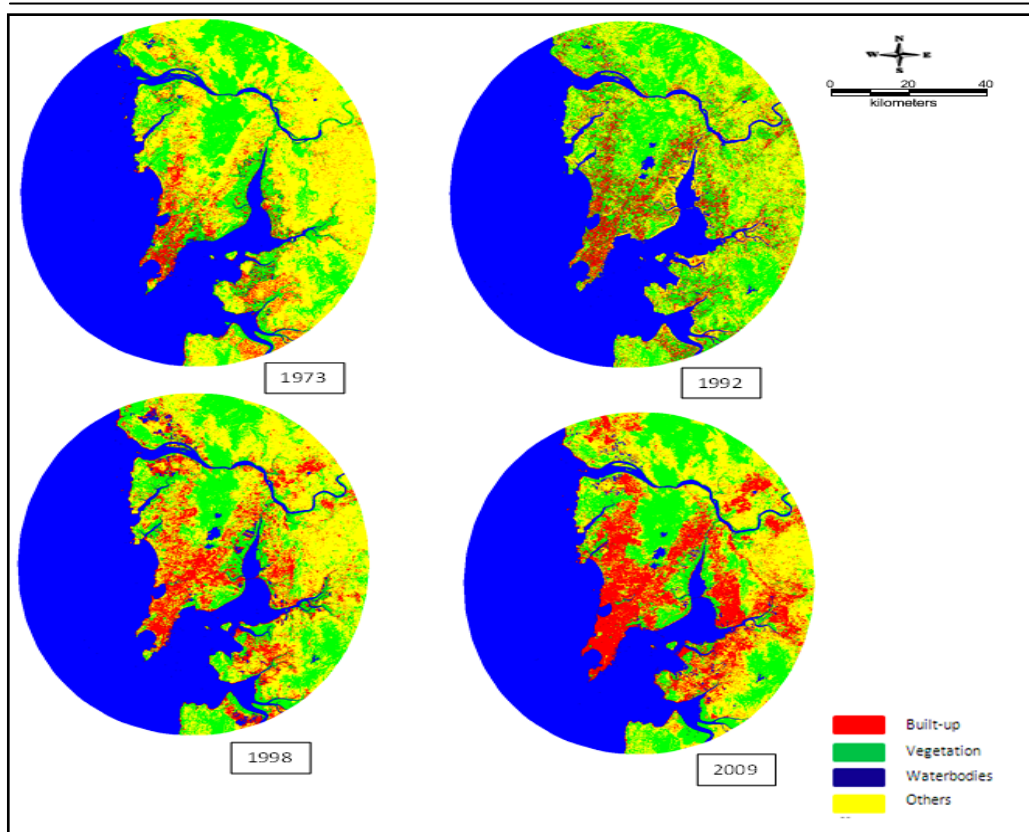 N
W E
S
0 20 40
kilometers
1973
1992
1998
2009
Built-up
Vegetation
Waterbodies
Others